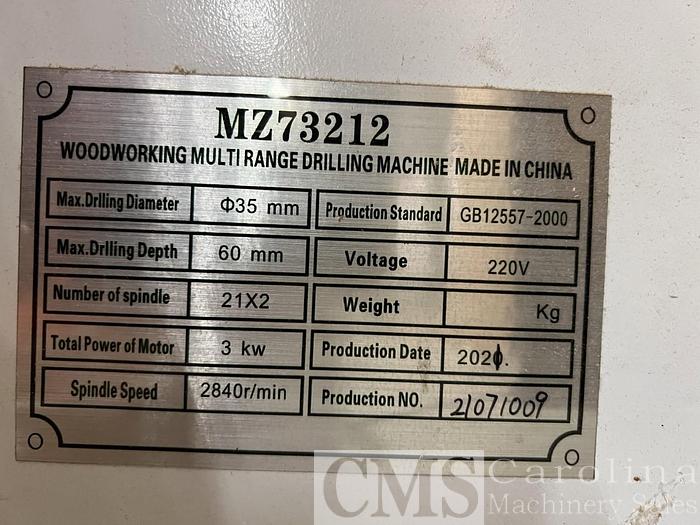 MZ73212
WOODWORKING MULTI RANGE DRILLING MACHINE MADE IN CHINA
Max.Drlling Diameter Φ35 mm Production Standard GB12557-2000
Max.Drlling Depth 60 mm Voltage 220V
Number of spindle 21X2 Weight Kg
Total Power of Motor 3 kw Production Date 2021.
Spindle Speed 2840r/min Production NO. 21071009
CMS Carolina
Machinery Sales